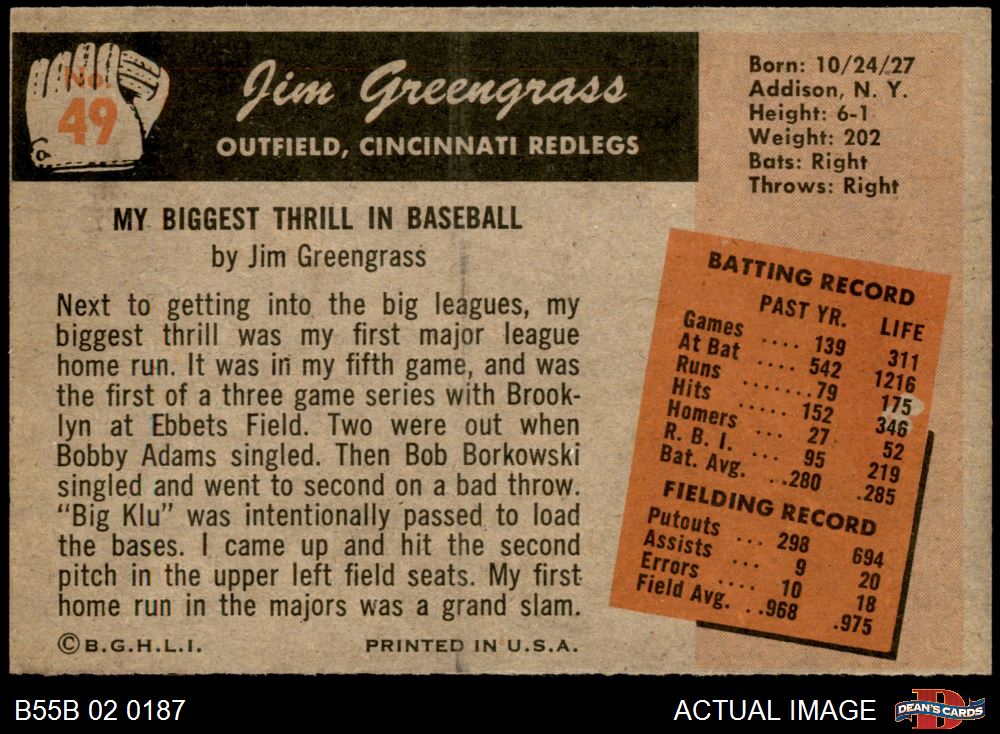 No.
49
Jim Greengrass
OUTFIELD, CINCINNATI REDLEGS
Born: 10/24/27
Addison, N. Y.
Height: 6-1
Weight: 202
Bats: Right
Throws: Right
MY BIGGEST THRILL IN BASEBALL
by Jim Greengrass
Next to getting into the big leagues, my
biggest thrill was my first major league
home run. It was in my fifth game, and was
the first of a three game series with Brook-
lyn at Ebbets Field. Two were out when
Bobby Adams singled. Then Bob Borkowski
singled and went to second on a bad throw.
“Big Klu” was intentionally passed to load
the bases. I came up and hit the second
pitch in the upper left field seats. My first
home run in the majors was a grand slam.
©B.G.H.L.I. PRINTED IN U.S.A.
BATTING RECORD
PAST YR. LIFE
Games .... 139 311
At Bat .... 542 1216
Runs ....... 79 175
Hits ..... 152 346
Homers ... 27 52
R. B. I. ... 95 219
Bat. Avg. .. .280 .285
FIELDING RECORD
Putouts ... 298 694
Assists ... 9 20
Errors .... 10 18
Field Avg. . .968 .975
B55B 02 0187
ACTUAL IMAGE
DEAN'S CARDS